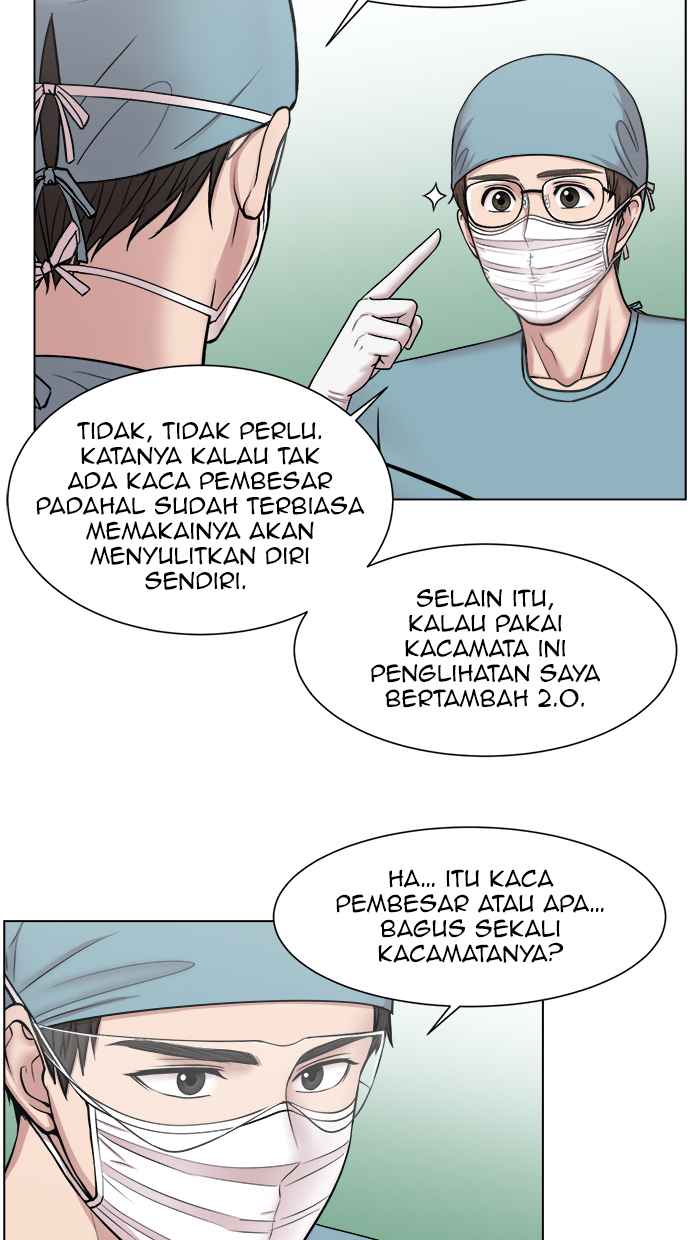 TIDAK, TIDAK PERLU.
KATANYA KALAU TAK
ADA KACA PEMBESAR
PADAHAL SUDAH TERBIASA
MEMAKAINYA AKAN
MENYULITKAN DIRI
SENDIRI.
SELAIN ITU,
KALAU PAKAI
KACAMATA INI
PENGLIHATAN SAYA
BERTAMBAH 2.0.
HA... ITU KACA
PEMBESAR ATAU APA...
BAGUS SEKALI
KACAMATANYA?